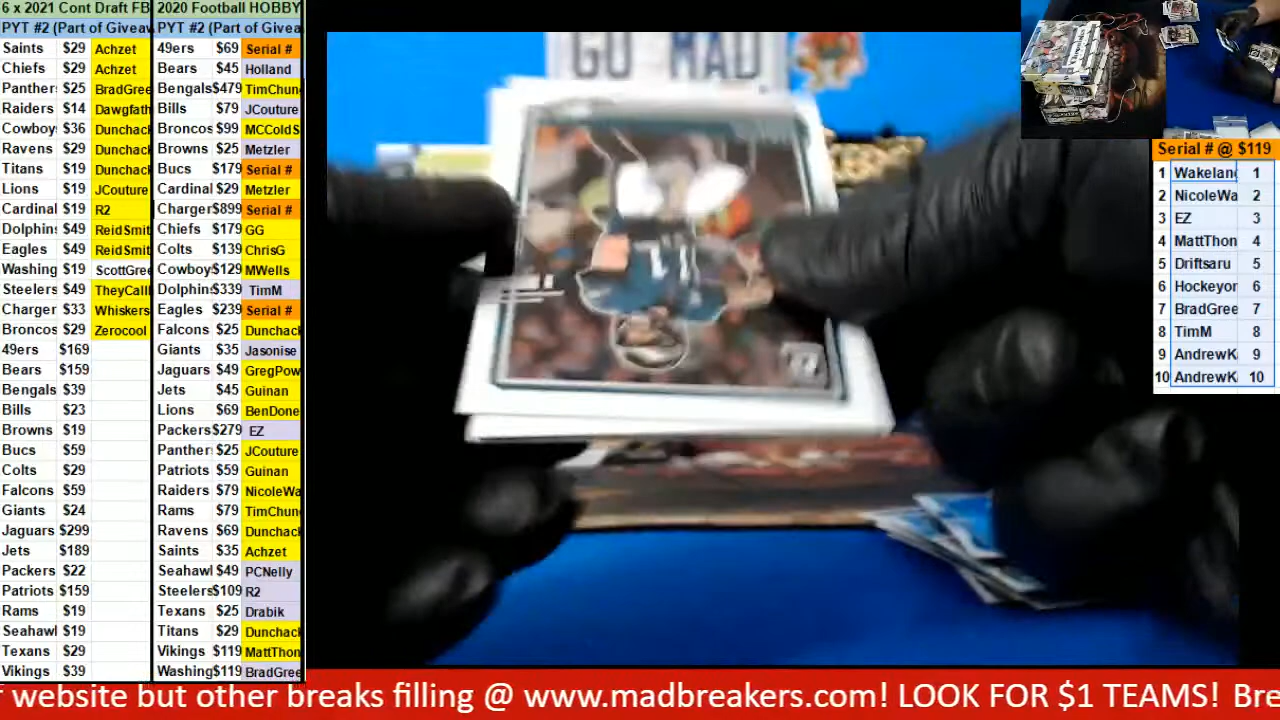 6 x 2021 Cont Draft FB
PYT #2 (Part of Giveaw
Saints $29 Achzet
Chiefs $29 Achzet
Panthers $25 BradGree
Raiders $14 Dawgfath
Cowboys $36 Dunchack
Ravens $29 Dunchack
Titans $19 Dunchack
Lions $19 JCouture
Cardinal $19 R2
Dolphins $49 ReidSmit
Eagles $49 ReidSmit
Washing $19 ScottGree
Steelers $49 TheyCall
Charger $33 Whiskers
Broncos $29 Zerocool
49ers $169
Bears $159
Bengals $39
Bills $23
Browns $19
Bucs $59
Colts $29
Falcons $59
Giants $24
Jaguars $299
Jets $189
Packers $22
Patriots $159
Rams $19
Seahaw $19
Texans $29
Vikings $39
2020 Football HOBBY
PYT #2 (Part of Givea
49ers $69 Serial #
Bears $45 Holland
Bengals $479 TimChun
Bills $79 JCouture
Broncos $99 MCColdS
Browns $25 Metzler
Bucs $179 Serial #
Cardinal $29 Metzler
Charger $899 Serial #
Chiefs $179 GG
Colts $139 ChrisG
Cowboy $129 MWells
Dolphin $339 TimM
Eagles $239 Serial #
Falcons $25 Dunchack
Giants $35 Jasonise
Jaguars $49 GregPow
Jets $45 Guinan
Lions $69 BenDone
Packers $279 EZ
Panther $25 JCouture
Patriots $59 Guinan
Raiders $79 NicoleWa
Rams $79 TimChun
Ravens $69 Dunchack
Saints $35 Achzet
Seahawl $49 PCNelly
Steelers $109 R2
Texans $25 Drabik
Titans $29 Dunchack
Vikings $119 MattThon
Washing $119 BradGree
GO MAD
11
Serial # @ $119
1 Wakelan 1
2 NicoleWa 2
3 EZ 3
4 MattThon 4
5 Driftsaru 5
6 Hockeyor 6
7 BradGree 7
8 TimM 8
9 AndrewK 9
10 AndrewK 10
website but other breaks filling @ www.madbreakers.com! LOOK FOR $1 TEAMS! Bre